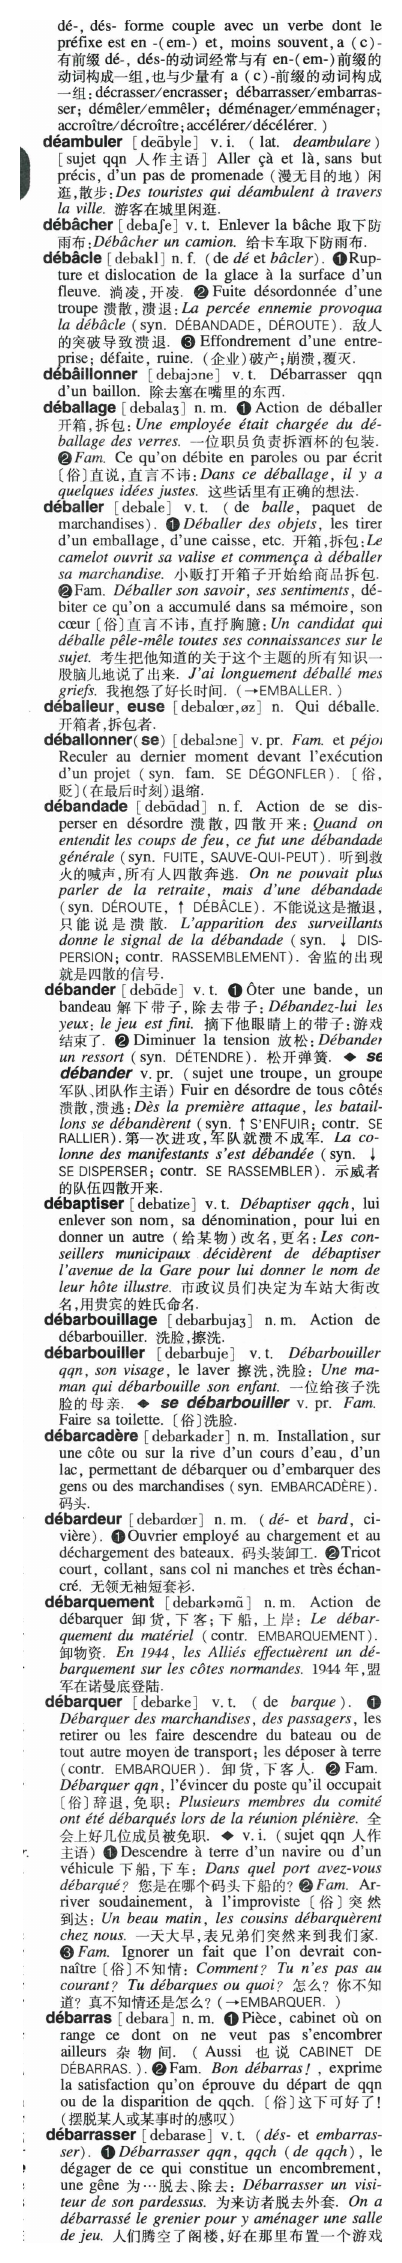 dé-, dés- forme couple avec un verbe dont le
préfixe est en -(em-) et, moins souvent, a (c)-
有前缀 dé-, dés-的动词经常与有 en-(em-)前缀的
动词构成一组,也与少量有 a (c)-前缀的动词构成
一组: décrasser/encrasser; débarrasser/embarras-
ser; démêler/emmêler; déménager/emménager;
accroître/décroître; accélérer/décélérer. )
déambuler [deɑ̃byle] v. i. ( lat. deambulare)
[sujet qqn 人作主语] Aller çà et là, sans but
précis, d'un pas de promenade (漫无目的地) 闲
逛,散步: Des touristes qui déambulent à travers
la ville. 游客在城里闲逛.
débâcher [debaʃe] v. t. Enlever la bâche 取下防
雨布: Débâcher un camion. 给卡车取下防雨布.
débâcle [debakl] n. f. (de dé et bâcler). ❶Rup-
ture et dislocation de la glace à la surface d'un
fleuve. 淌凌,开凌. ❷ Fuite désordonnée d'une
troupe 溃散,溃退: La percée ennemie provoqua
la débâcle (syn. DÉBANDADE, DÉROUTE). 敌人
的突破导致溃退. ❸ Effondrement d'une entre-
prise; défaite, ruine. (企业)破产;崩溃,覆灭.
débâillonner [debajɔne] v. t. Débarrasser qqn
d'un baillon. 除去塞在嘴里的东西.
déballage [debalaʒ] n. m. ❶ Action de déballer
开箱,拆包: Une employée était chargée du dé-
ballage des verres. 一位职员负责拆酒杯的包装.
❷Fam. Ce qu'on débite en paroles ou par écrit
[俗]直说,直言不讳: Dans ce déballage, il y a
quelques idées justes. 这些话里有正确的想法.
déballer [debale] v. t. ( de balle, paquet de
marchandises). ❶ Déballer des objets, les tirer
d'un emballage, d'une caisse, etc. 开箱,拆包: Le
camelot ouvrit sa valise et commença à déballer
sa marchandise. 小贩打开箱子开始给商品拆包.
❷Fam. Déballer son savoir, ses sentiments, dé-
biter ce qu'on a accumulé dans sa mémoire, son
cœur [俗]直言不讳,直抒胸臆: Un candidat qui
déballe pêle-mêle toutes ses connaissances sur le
sujet. 考生把他知道的关于这个主题的所有知识一
股脑儿地说了出来. J'ai longuement déballé mes
griefs. 我抱怨了好长时间. (→EMBALLER. )
déballeur, euse [debalœr,øz] n. Qui déballe.
开箱者,拆包者.
déballonner(se) [debalɔne] v. pr. Fam. et péjor
Reculer au dernier moment devant l'exécution
d'un projet (syn. fam. SE DÉGONFLER). [俗,
贬](在最后时刻)退缩.
débandade [debɑ̃dad] n. f. Action de se dis-
perser en désordre 溃散,四散开来: Quand on
entendit les coups de feu, ce fut une débandade
générale (syn. FUITE, SAUVE-QUI-PEUT). 听到救
火的喊声,所有人四散奔逃. On ne pouvait plus
parler de la retraite, mais d'une débandade
(syn. DÉROUTE, ↑ DÉBÂCLE). 不能说这是撤退,
只能说是溃散. L'apparition des surveillants
donne le signal de la débandade (syn. ↓ DIS-
PERSION; contr. RASSEMBLEMENT). 舍监的出现
就是四散的信号.
débander [debɑ̃de] v. t. ❶ Ôter une bande, un
bandeau 解下带子,除去带子: Débandez-lui les
yeux: le jeu est fini. 摘下他眼睛上的带子:游戏
结束了. ❷ Diminuer la tension 放松: Débander
un ressort (syn. DÉTENDRE). 松开弹簧. ◆ se
débander v. pr. (sujet une troupe, un groupe
军队、团队作主语) Fuir en désordre de tous côtés
溃散,溃逃: Dès la première attaque, les batail-
lons se débandèrent (syn. ↑ S'ENFUIR; contr. SE
RALLIER). 第一次进攻,军队就溃不成军. La co-
lonne des manifestants s'est débandée (syn. ↓
SE DISPERSER; contr. SE RASSEMBLER). 示威者
的队伍四散开来.
débaptiser [debatize] v. t. Débaptiser qqch, lui
enlever son nom, sa dénomination, pour lui en
donner un autre (给某物)改名,更名: Les con-
seillers municipaux décidèrent de débaptiser
l'avenue de la Gare pour lui donner le nom de
leur hôte illustre. 市政议员们决定为车站大街改
名,用贵宾的姓氏命名.
débarbouillage [debarbujaʒ] n. m. Action de
débarbouiller. 洗脸,擦洗.
débarbouiller [debarbuje] v. t. Débarbouiller
qqn, son visage, le laver 擦洗,洗脸: Une ma-
man qui débarbouille son enfant. 一位给孩子洗
脸的母亲. ◆ se débarbouiller v. pr. Fam.
Faire sa toilette. [俗]洗脸.
débarcadère [debarkadɛr] n. m. Installation, sur
une côte ou sur la rive d'un cours d'eau, d'un
lac, permettant de débarquer ou d'embarquer des
gens ou des marchandises (syn. EMBARCADÈRE).
码头.
débardeur [debardœr] n. m. ( dé- et bard, ci-
vière). ❶Ouvrier employé au chargement et au
déchargement des bateaux. 码头装卸工. ❷Tricot
court, collant, sans col ni manches et très échan-
cré. 无领无袖短套衫.
débarquement [debarkəmɑ̃] n. m. Action de
débarquer 卸货,下客;下船,上岸: Le débar-
quement du matériel (contr. EMBARQUEMENT).
卸物资. En 1944, les Alliés effectuèrent un dé-
barquement sur les côtes normandes. 1944 年,盟
军在诺曼底登陆.
débarquer [debarke] v. t. ( de barque ). ❶
Débarquer des marchandises, des passagers, les
retirer ou les faire descendre du bateau ou de
tout autre moyen de transport; les déposer à terre
(contr. EMBARQUER). 卸货,下客人. ❷ Fam.
Débarquer qqn, l'évincer du poste qu'il occupait
[俗]辞退,免职: Plusieurs membres du comité
ont été débarqués lors de la réunion plénière. 全
会上好几位成员被免职. ◆ v. i. (sujet qqn 人作
主语) ❶ Descendre à terre d'un navire ou d'un
véhicule 下船,下车: Dans quel port avez-vous
débarqué? 您是在哪个码头下船的? ❷ Fam. Ar-
river soudainement, à l'improviste [俗] 突然
到达: Un beau matin, les cousins débarquèrent
chez nous. 一天大早,表兄弟们突然来到我们家.
❸ Fam. Ignorer un fait que l'on devrait con-
naître [俗]不知情: Comment? Tu n'es pas au
courant? Tu débarques ou quoi? 怎么? 你不知
道? 真不知情还是怎么? (→EMBARQUER. )
débarras [debara] n. m. ❶ Pièce, cabinet où on
range ce dont on ne veut pas s'encombrer
ailleurs 杂物间. ( Aussi 也说 CABINET DE
DÉBARRAS. ). ❷Fam. Bon débarras! , exprime
la satisfaction qu'on éprouve du départ de qqn
ou de la disparition de qqch. [俗]这下可好了!
(摆脱某人或某事时的感叹)
débarrasser [debarase] v. t. (dés- et embarras-
ser). ❶ Débarrasser qqn, qqch (de qqch), le
dégager de ce qui constitue un encombrement,
une gêne 为…脱去、除去: Débarrasser un visi-
teur de son pardessus. 为来访者脱去外套. On a
débarrassé le grenier pour y aménager une salle
de jeu. 人们腾空了阁楼,好在那里布置一个游戏